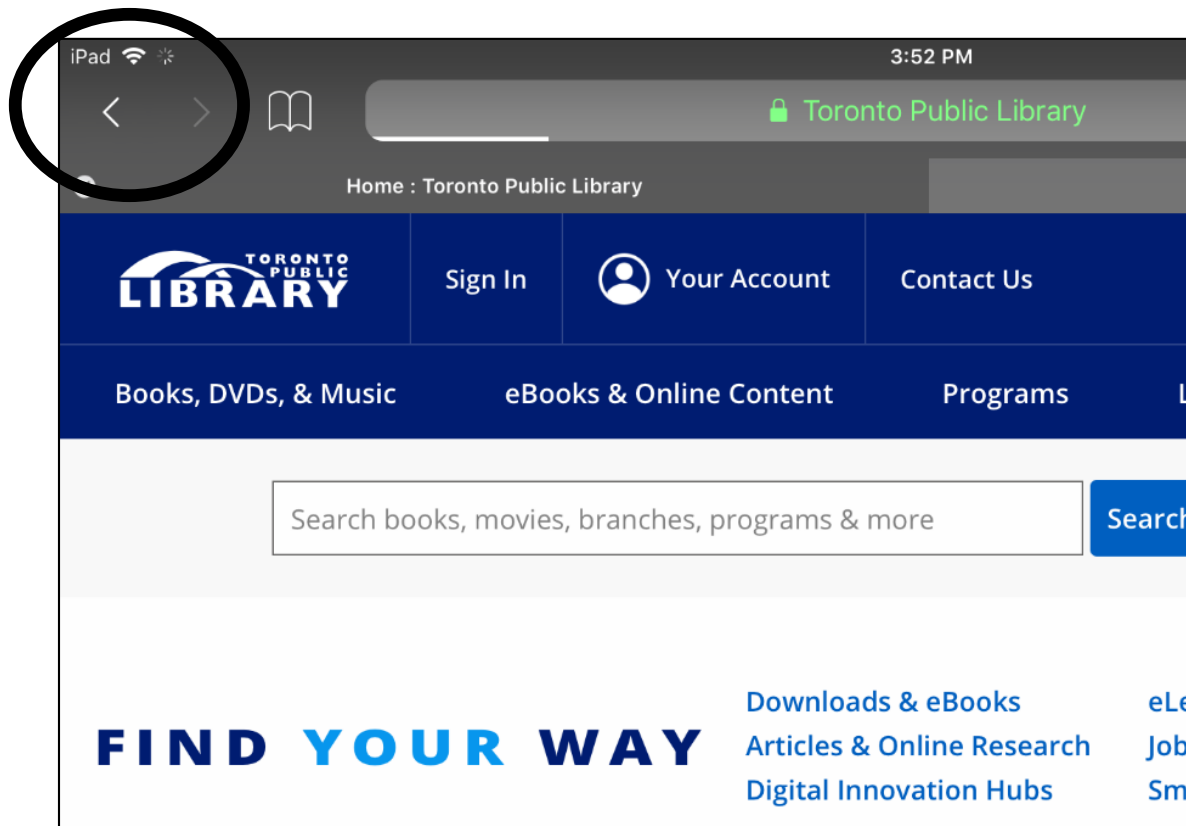 iPad 3:52 PM
Toronto Public Library
Home : Toronto Public Library
TORONTO
PUBLIC
LIBRARY
Sign In Your Account Contact Us
Books, DVDs, & Music eBooks & Online Content Programs
Search books, movies, branches, programs & more Search
FIND YOUR WAY
Downloads & eBooks
Articles & Online Research
Digital Innovation Hubs